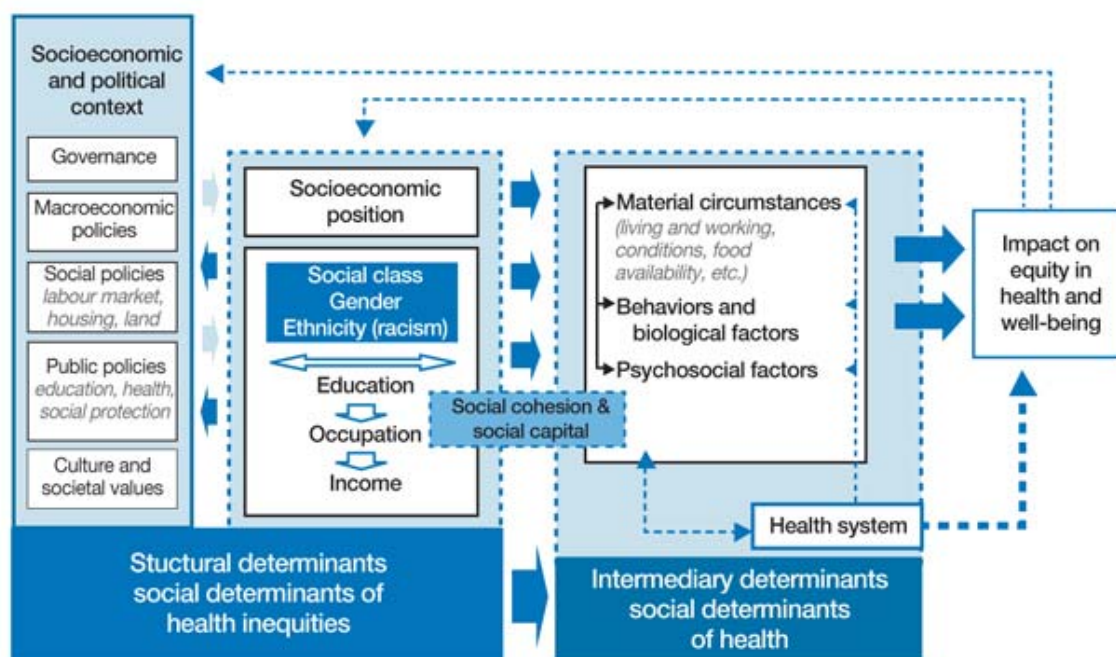 Socioeconomic
and political
context
Governance
Macroeconomic
policies
Social policies
labour market,
housing, land
Public policies
education, health,
social protection
Culture and
societal values
Socioeconomic
position
Social class
Gender
Ethnicity (racism)
Education
Occupation
Income
Social cohesion &
social capital
Material circumstances
(living and working,
conditions, food
availability, etc.)
Behaviors and
biological factors
Psychosocial factors
Health system
Impact on
equity in
health and
well-being
Stuctural determinants
social determinants of
health inequities
Intermediary determinants
social determinants
of health